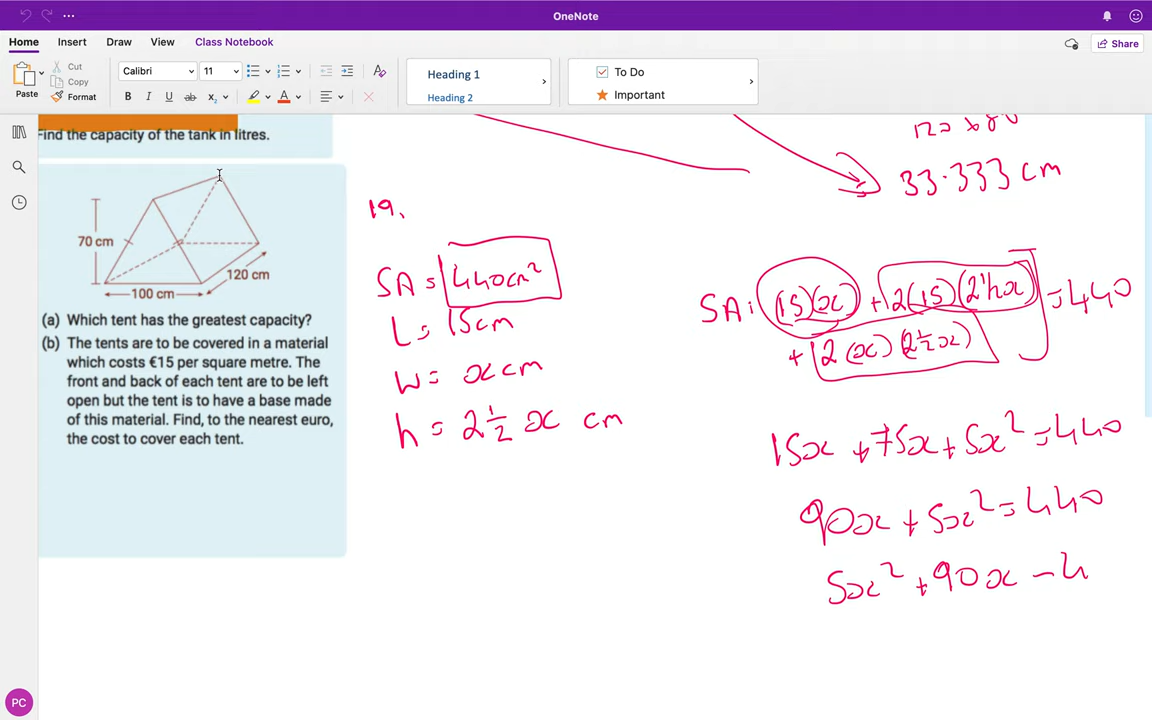 OneNote
Home Insert Draw View Class Notebook
Share
Paste
Cut
Copy
Format
Calibri 11
B I U ab x₂ A
Heading 1
Heading 2
To Do
Important
Find the capacity of the tank in litres.
70 cm
120 cm
100 cm
(a) Which tent has the greatest capacity?
(b) The tents are to be covered in a material
which costs €15 per square metre. The
front and back of each tent are to be left
open but the tent is to have a base made
of this material. Find, to the nearest euro,
the cost to cover each tent.
33.333 cm
19.
SA = 440cm²
L = 15cm
W = x cm
h = 2½ x cm
SA: (15)(x) + 2(15)(2½x) = 440
+ 2(x)(2½x)
15x + 75x + 5x² = 440
90x + 5x² = 440
5x² + 90x - 4
PC